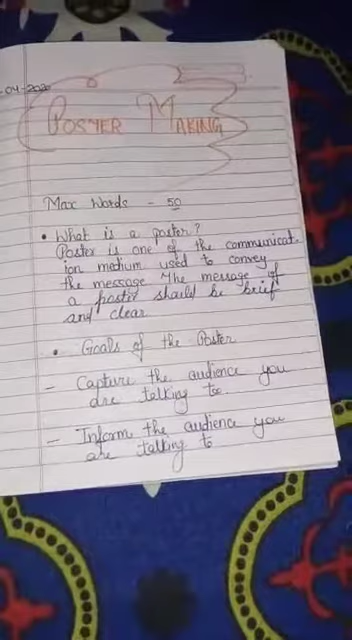 -04-2020
POSTER MAKING
Max Words - 50
• What is a poster?
Poster is one of the communicat
ion medium used to convey
the message. The message of
a poster should be brief
and clear
• Goals of the Poster
- Capture the audience you
are talking to.
- Inform the audience you
are talking to